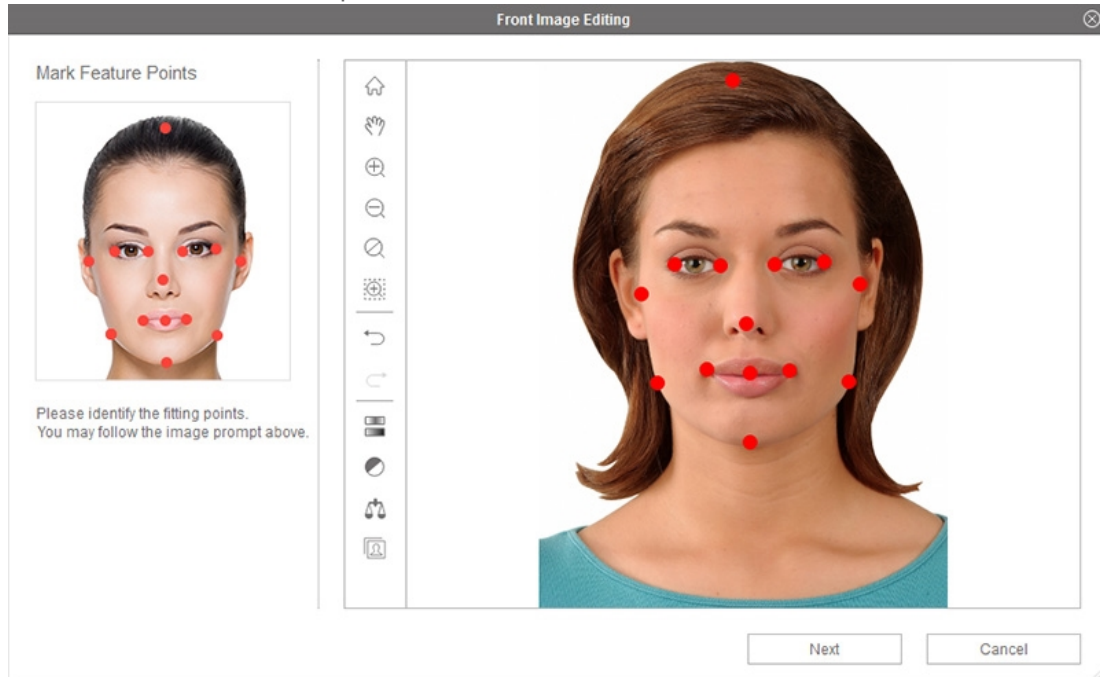 Front Image Editing
Mark Feature Points
Please identify the fitting points.
You may follow the image prompt above.
Next
Cancel